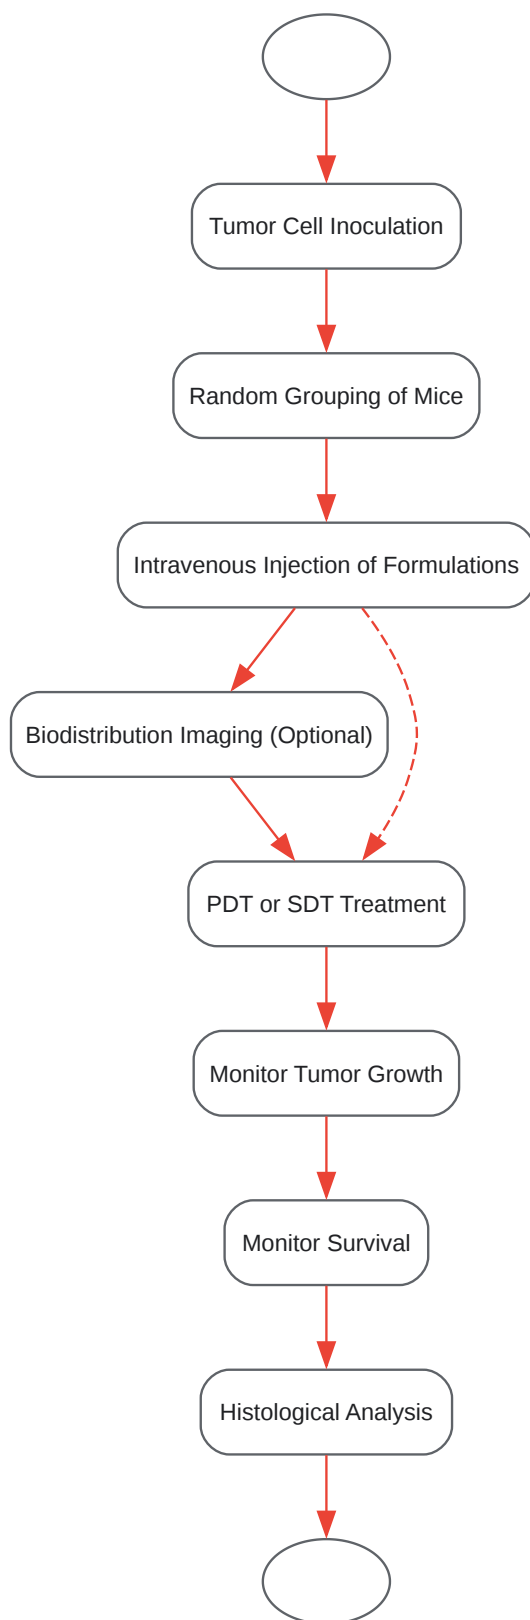 Tumor Cell Inoculation
Random Grouping of Mice
Intravenous Injection of Formulations
Biodistribution Imaging (Optional)
PDT or SDT Treatment
Monitor Tumor Growth
Monitor Survival
Histological Analysis